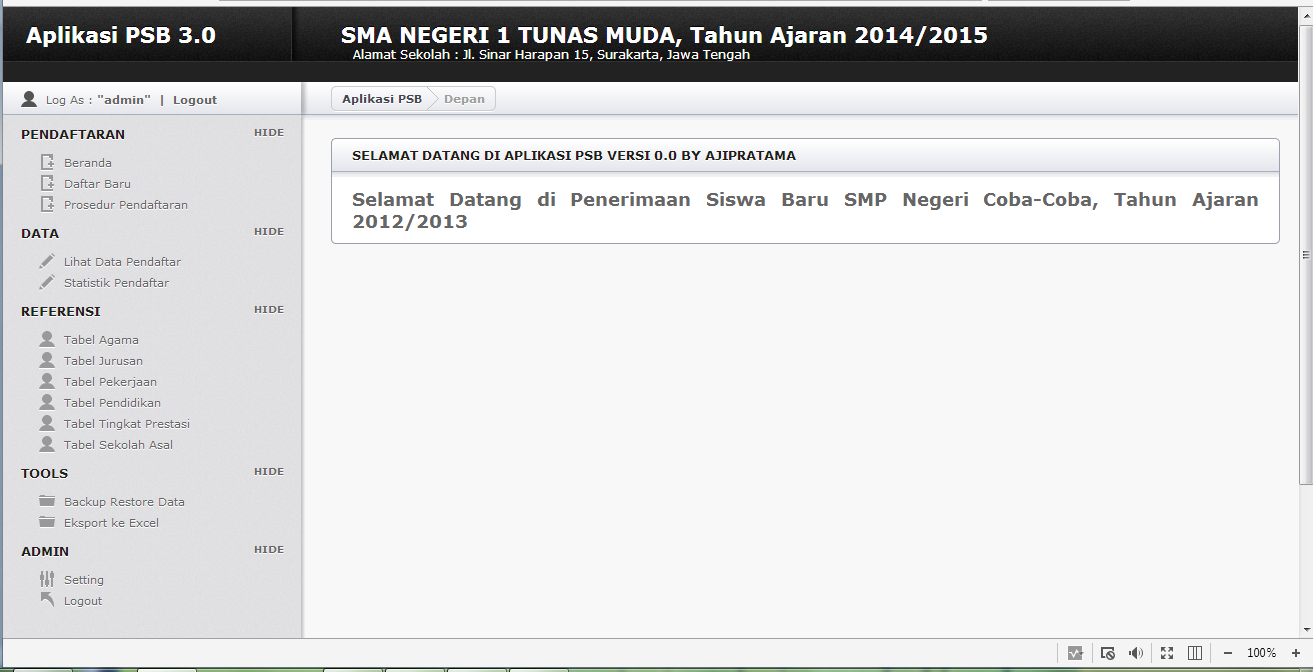 Aplikasi PSB 3.0
SMA NEGERI 1 TUNAS MUDA, Tahun Ajaran 2014/2015
Alamat Sekolah : Jl. Sinar Harapan 15, Surakarta, Jawa Tengah
Log As : "admin" | Logout
Aplikasi PSB Depan
PENDAFTARAN HIDE
Beranda
Daftar Baru
Prosedur Pendaftaran
DATA HIDE
Lihat Data Pendaftar
Statistik Pendaftar
REFERENSI HIDE
Tabel Agama
Tabel Jurusan
Tabel Pekerjaan
Tabel Pendidikan
Tabel Tingkat Prestasi
Tabel Sekolah Asal
TOOLS HIDE
Backup Restore Data
Eksport ke Excel
ADMIN HIDE
Setting
Logout
SELAMAT DATANG DI APLIKASI PSB VERSI 0.0 BY AJIPRATAMA
Selamat Datang di Penerimaan Siswa Baru SMP Negeri Coba-Coba, Tahun Ajaran
2012/2013
100%